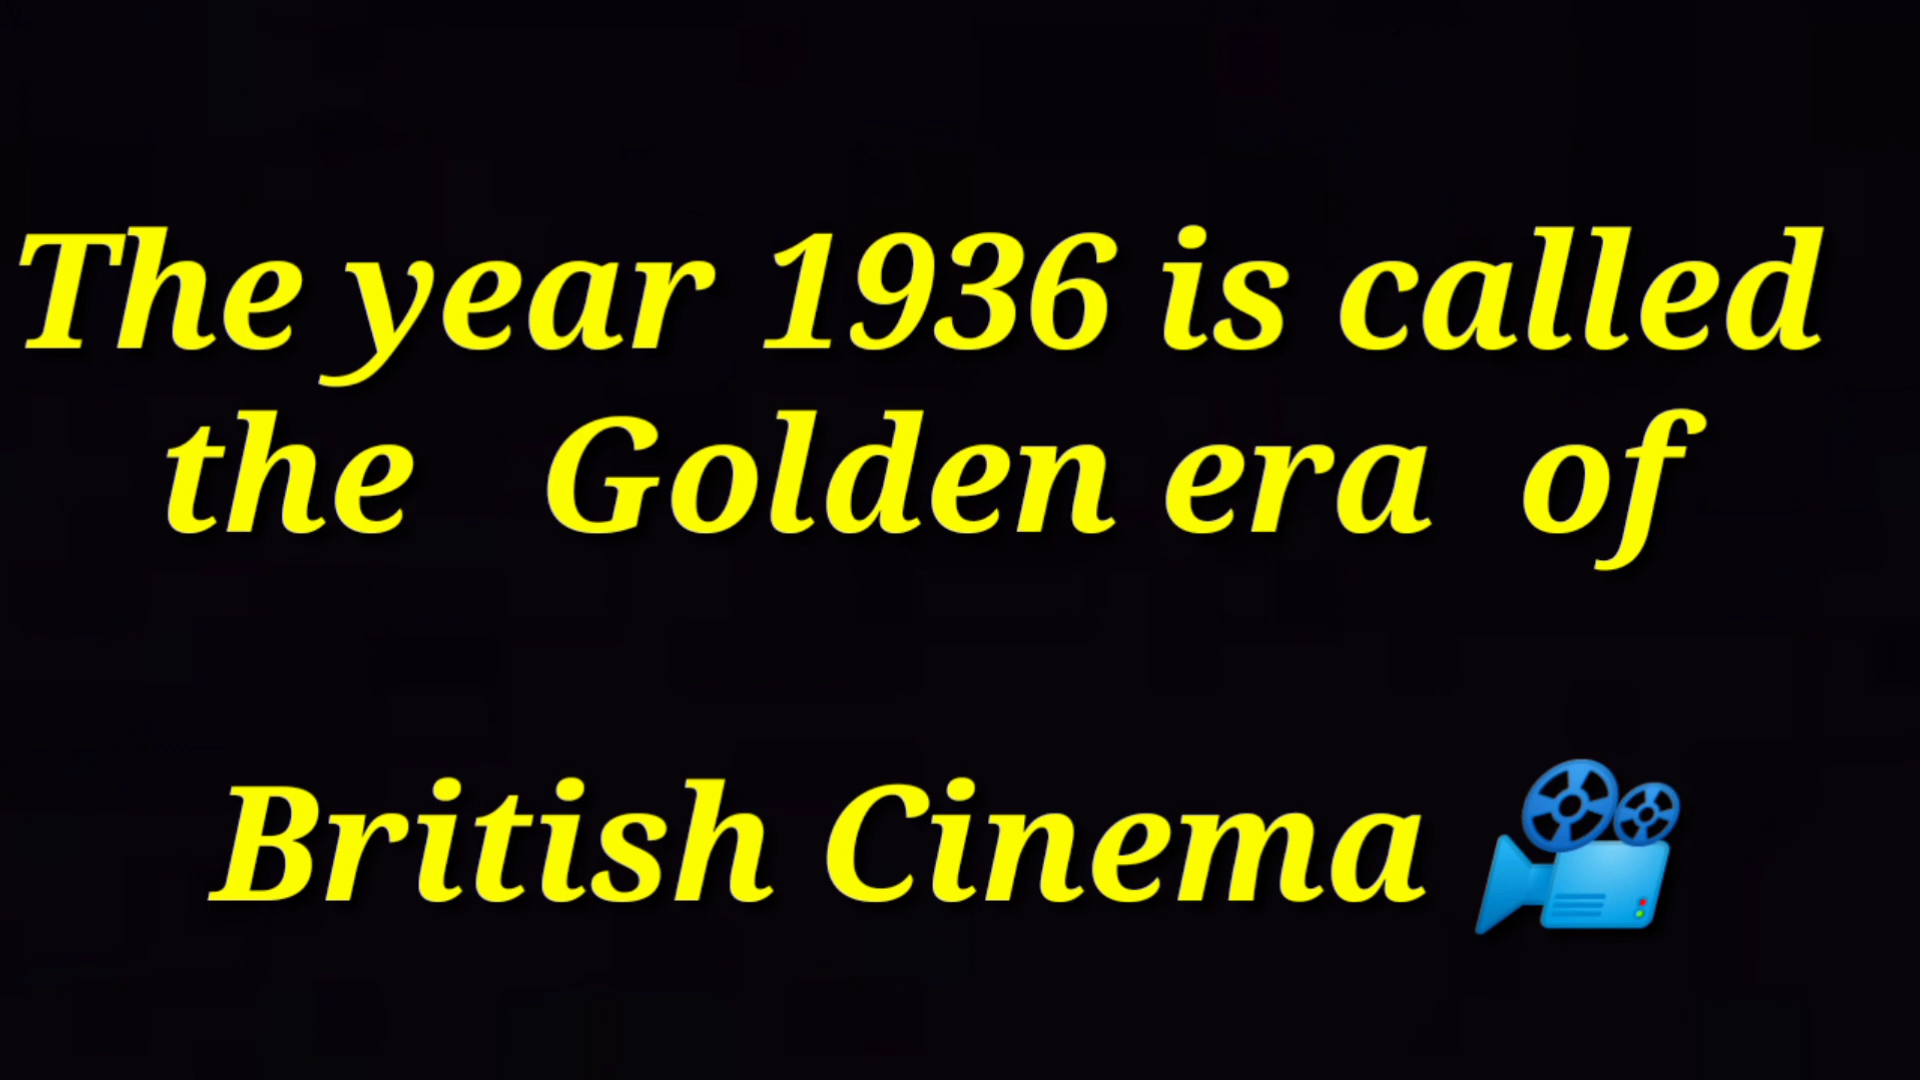 The year 1936 is called
the Golden era of
British Cinema 🎥